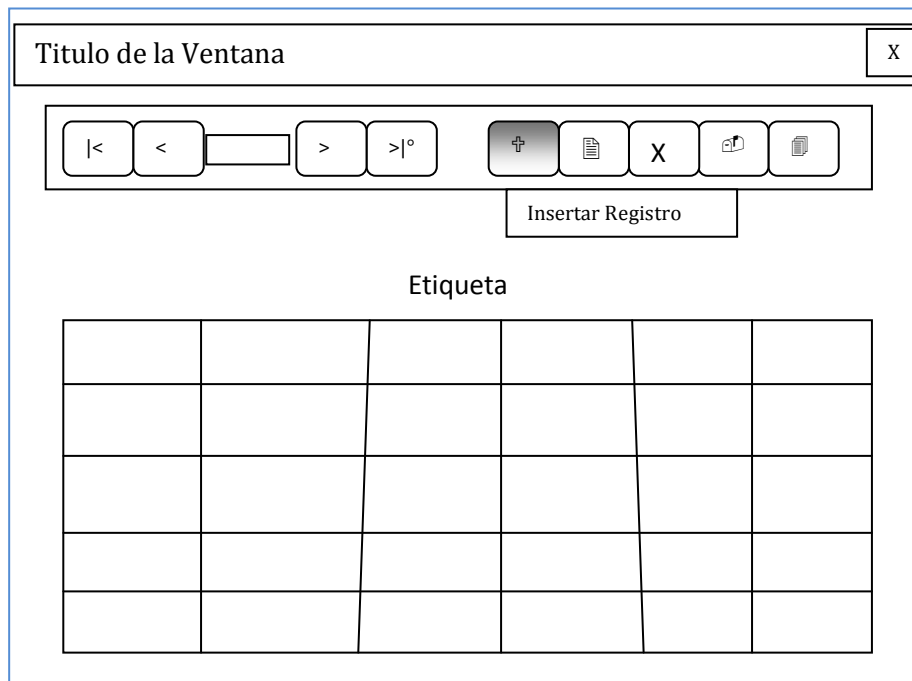 Titulo de la Ventana X
|< < > >|° ✞ X
Insertar Registro
Etiqueta